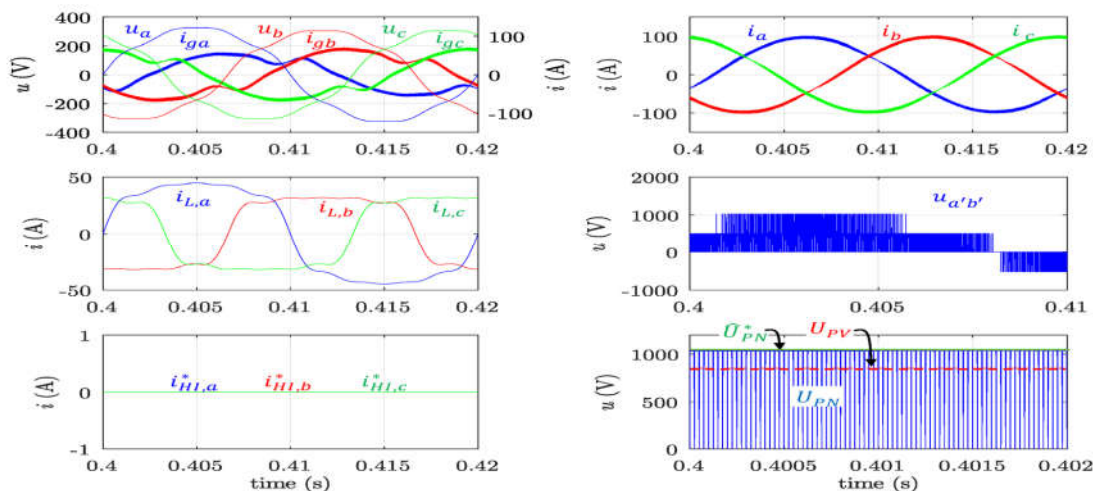 400
200
0
-200
-400
u (V)
u_a
i_ga
u_b
i_gb
u_c
i_gc
100
0
-100
i (A)
0.4
0.405
0.41
0.415
0.42
100
0
-100
i (A)
i_a
i_b
i_c
0.4
0.405
0.41
0.415
0.42
50
0
-50
i (A)
i_L,a
i_L,b
i_L,c
0.4
0.405
0.41
0.415
0.42
2000
1000
0
-1000
u (V)
u_a'b'
0.4
0.405
0.41
1
0
-1
i (A)
i*_H1,a
i*_H1,b
i*_H1,c
0.4
0.405
0.41
0.415
0.42
time (s)
Û*_PN
U_PV
1000
500
0
u (V)
U_PN
0.4
0.4005
0.401
0.4015
0.402
time (s)